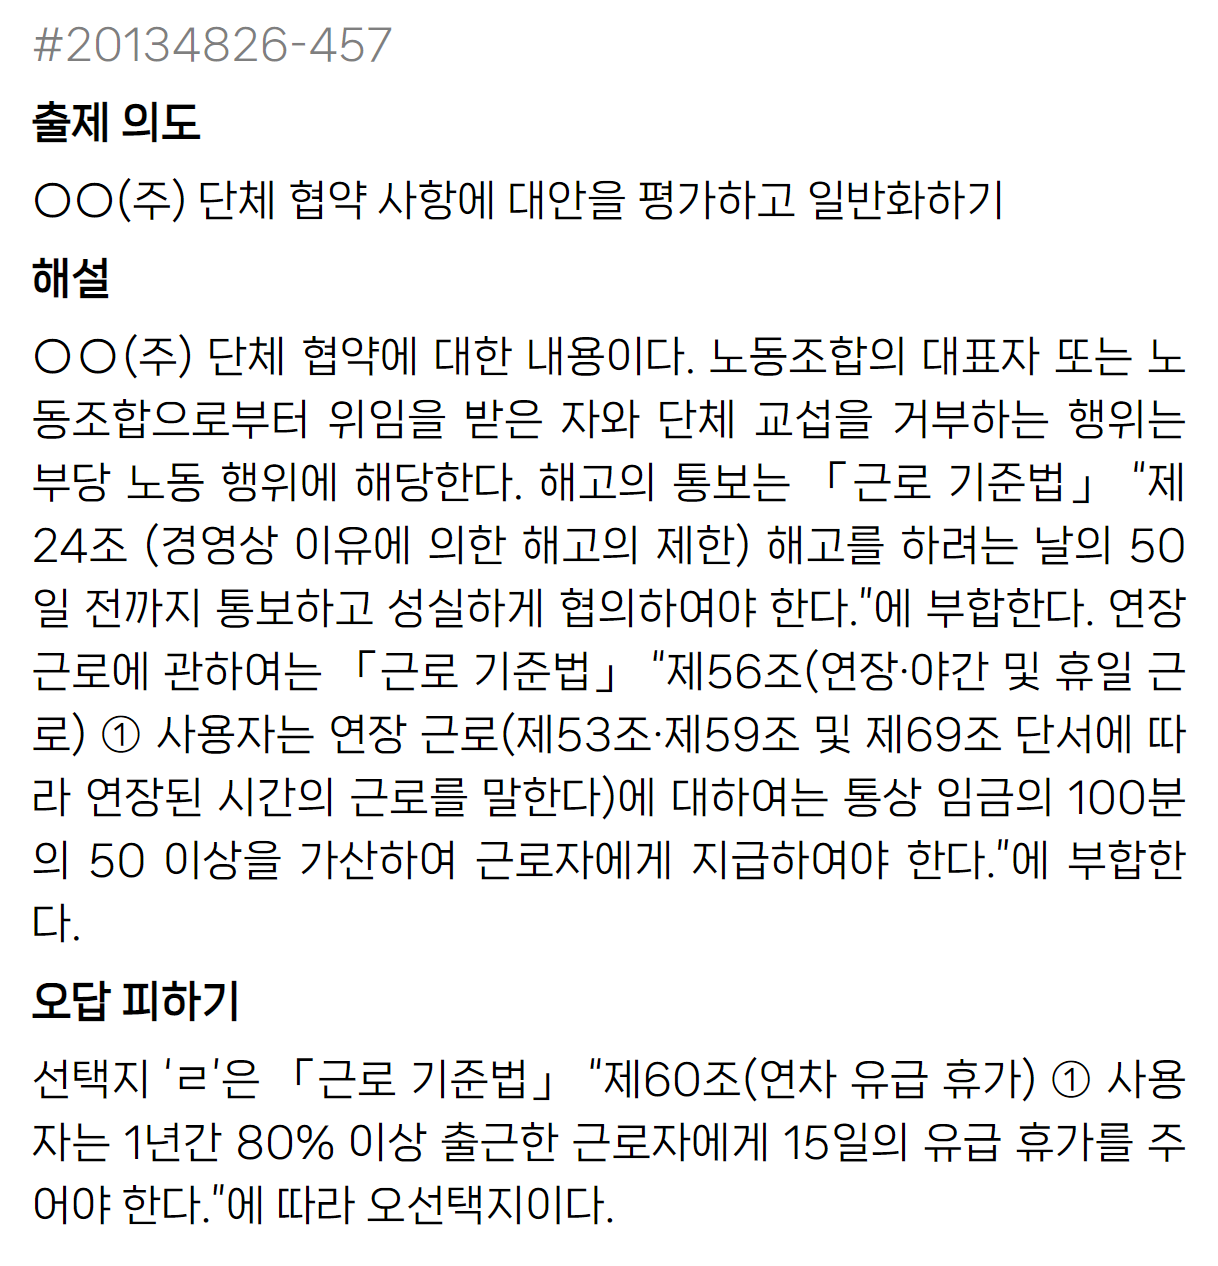 #20134826-457
출제 의도
○○(주) 단체 협약 사항에 대안을 평가하고 일반화하기
해설
○○(주) 단체 협약에 대한 내용이다. 노동조합의 대표자 또는 노
동조합으로부터 위임을 받은 자와 단체 교섭을 거부하는 행위는
부당 노동 행위에 해당한다. 해고의 통보는 「근로 기준법」 "제
24조 (경영상 이유에 의한 해고의 제한) 해고를 하려는 날의 50
일 전까지 통보하고 성실하게 협의하여야 한다."에 부합한다. 연장
근로에 관하여는 「근로 기준법」 "제56조(연장·야간 및 휴일 근
로) ① 사용자는 연장 근로(제53조·제59조 및 제69조 단서에 따
라 연장된 시간의 근로를 말한다)에 대하여는 통상 임금의 100분
의 50 이상을 가산하여 근로자에게 지급하여야 한다."에 부합한
다.
오답 피하기
선택지 'ㄹ'은 「근로 기준법」 "제60조(연차 유급 휴가) ① 사용
자는 1년간 80% 이상 출근한 근로자에게 15일의 유급 휴가를 주
어야 한다."에 따라 오선택지이다.